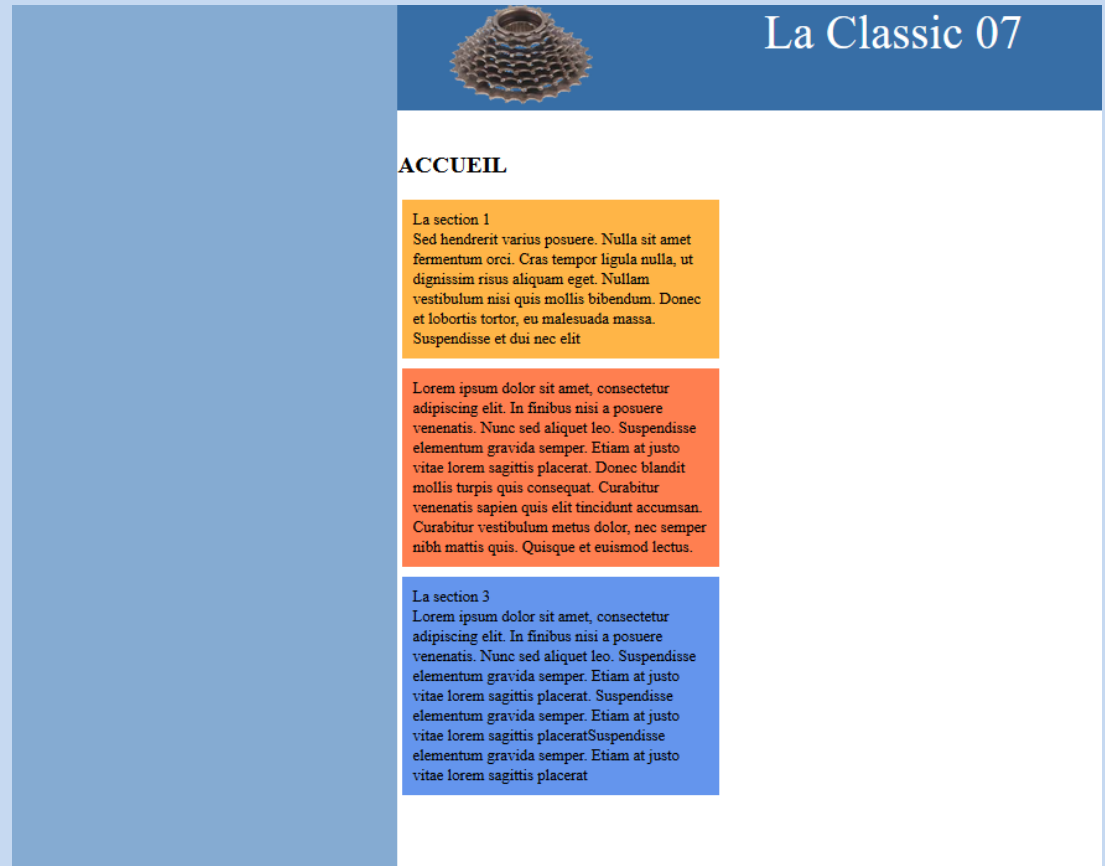 La Classic 07
ACCUEIL
La section 1
Sed hendrerit varius posuere. Nulla sit amet
fermentum orci. Cras tempor ligula nulla, ut
dignissim risus aliquam eget. Nullam
vestibulum nisi quis mollis bibendum. Donec
et lobortis tortor, eu malesuada massa.
Suspendisse et dui nec elit
Lorem ipsum dolor sit amet, consectetur
adipiscing elit. In finibus nisi a posuere
venenatis. Nunc sed aliquet leo. Suspendisse
elementum gravida semper. Etiam at justo
vitae lorem sagittis placerat. Donec blandit
mollis turpis quis consequat. Curabitur
venenatis sapien quis elit tincidunt accumsan.
Curabitur vestibulum metus dolor, nec semper
nibh mattis quis. Quisque et euismod lectus.
La section 3
Lorem ipsum dolor sit amet, consectetur
adipiscing elit. In finibus nisi a posuere
venenatis. Nunc sed aliquet leo. Suspendisse
elementum gravida semper. Etiam at justo
vitae lorem sagittis placerat. Suspendisse
elementum gravida semper. Etiam at justo
vitae lorem sagittis placeratSuspendisse
elementum gravida semper. Etiam at justo
vitae lorem sagittis placerat